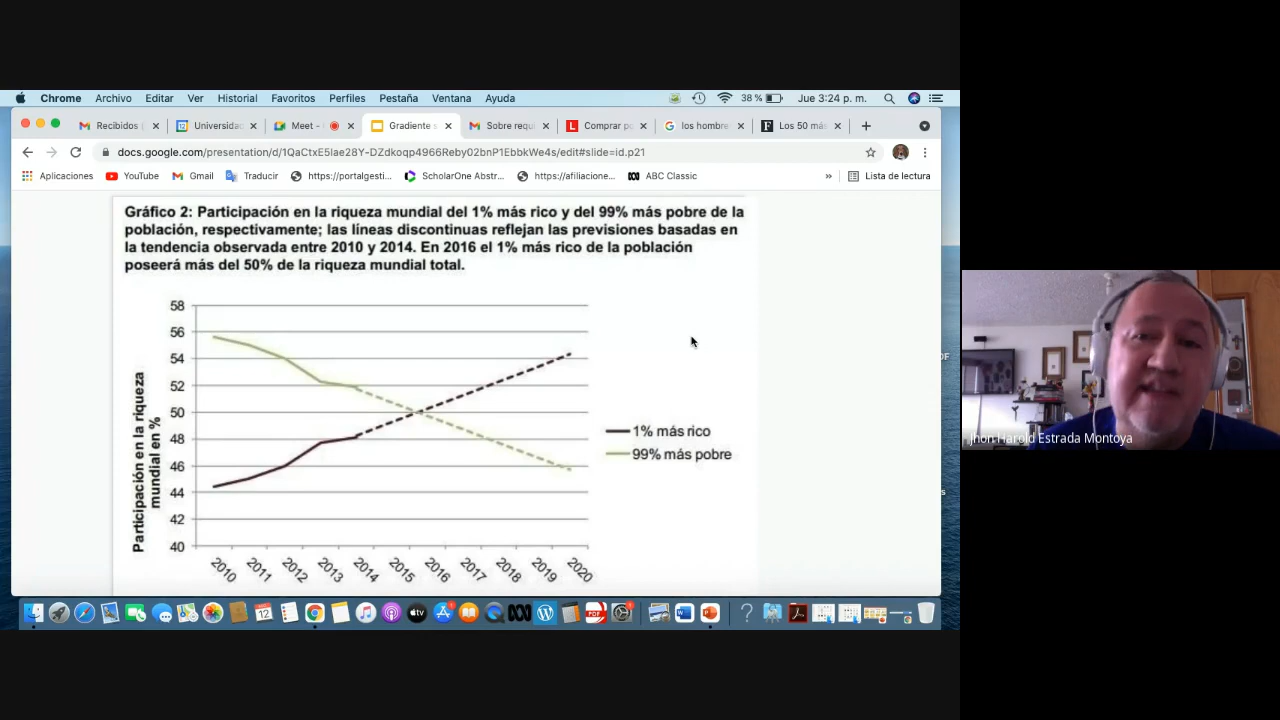 Chrome Archivo Editar Ver Historial Favoritos Perfiles Pestaña Ventana Ayuda 38 % Jue 3:24 p. m.
Recibidos Universidad Meet - Gradiente s Sobre requi Comprar po los hombre Los 50 más
docs.google.com/presentation/d/1QaCtxE5lae28Y-DZdkoqp4966Reby02bnP1EbbkWe4s/edit#slide=id.p21
Aplicaciones YouTube Gmail Traducir https://portalgesti... ScholarOne Abstr... https://afiliacione... ABC Classic » Lista de lectura
Gráfico 2: Participación en la riqueza mundial del 1% más rico y del 99% más pobre de la
población, respectivamente; las líneas discontinuas reflejan las previsiones basadas en
la tendencia observada entre 2010 y 2014. En 2016 el 1% más rico de la población
poseerá más del 50% de la riqueza mundial total.
Participación en la riqueza
mundial en %
58
56
54
52
50
48
46
44
42
40
2010 2011 2012 2013 2014 2015 2016 2017 2018 2019 2020
1% más rico
99% más pobre
Jhon Harold Estrada Montoya